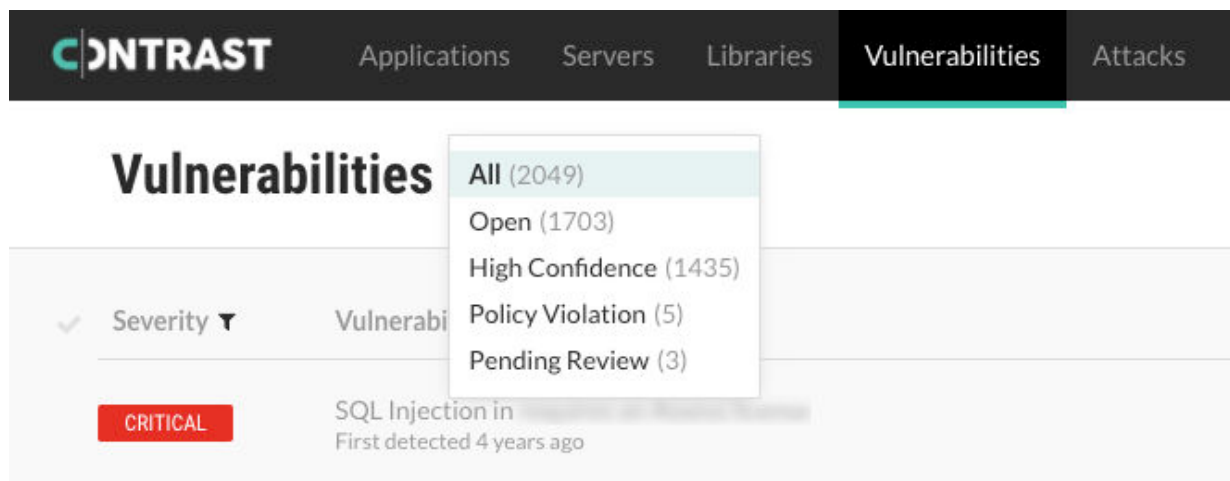 CONTRAST Applications Servers Libraries Vulnerabilities Attacks
Vulnerabilities
All (2049)
Open (1703)
High Confidence (1435)
Policy Violation (5)
Pending Review (3)
Severity Vulnerabi
CRITICAL
SQL Injection in
First detected 4 years ago